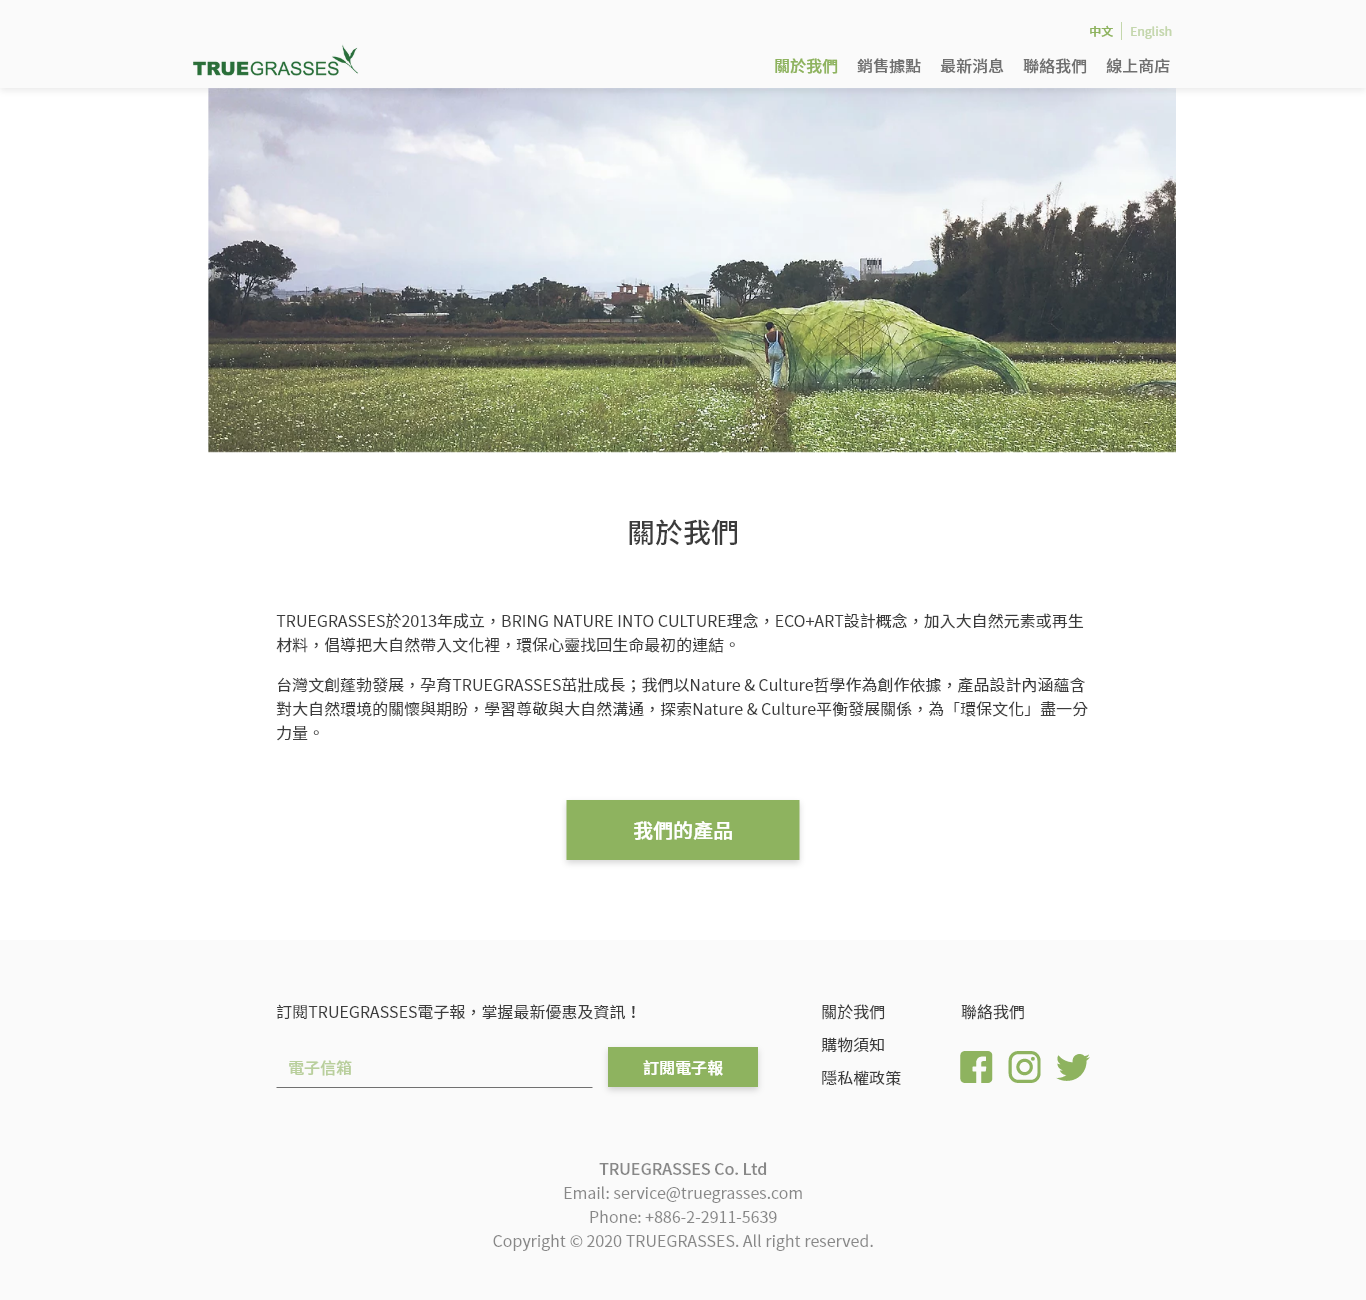 中文 English
TRUEGRASSES
關於我們 銷售據點 最新消息 聯絡我們 線上商店
關於我們
TRUEGRASSES於2013年成立，BRING NATURE INTO CULTURE理念，ECO+ART設計概念，加入大自然元素或再生
材料，倡導把大自然帶入文化裡，環保心靈找回生命最初的連結。
台灣文創蓬勃發展，孕育TRUEGRASSES茁壯成長；我們以Nature & Culture哲學作為創作依據，產品設計內涵蘊含
對大自然環境的關懷與期盼，學習尊敬與大自然溝通，探索Nature & Culture平衡發展關係，為「環保文化」盡一分
力量。
我們的產品
訂閱TRUEGRASSES電子報，掌握最新優惠及資訊！
電子信箱
訂閱電子報
關於我們
購物須知
隱私權政策
聯絡我們
TRUEGRASSES Co. Ltd
Email: service@truegrasses.com
Phone: +886-2-2911-5639
Copyright © 2020 TRUEGRASSES. All right reserved.